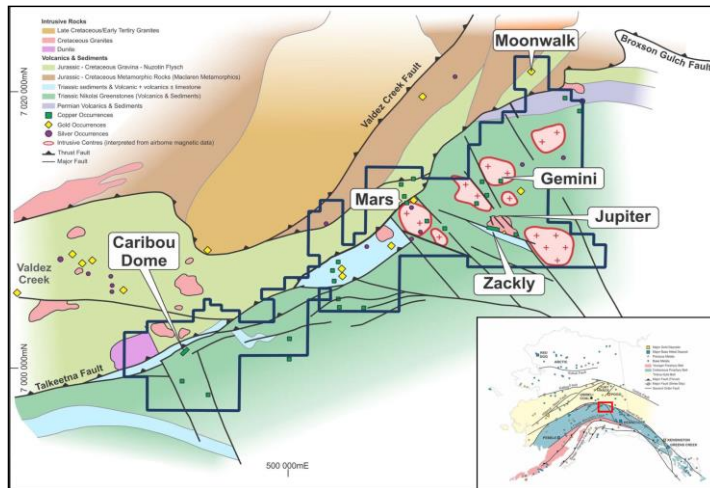 Intrusive Rocks
Late Cretaceous/Early Tertiry Granites
Cretaceous Granites
Dunite
Volcanics & Sediments
Jurassic - Cretaceous Gravina - Nuzotin Flysch
Jurassic - Cretaceous Metamorphic Rocks (Maclaren Metamorphics)
Triassic sediments & Volcanic + volcanics ± limestone
Triassic Nikolai Greenstones (Volcanics & Sediments)
Permian Volcanics & Sediments
Copper Occurrences
Gold Occurrences
Silver Occurrences
Intrusive Centres (interpreted from airborne magnetic data)
Thrust Fault
Major Fault
7 020 000mN
7 000 000mN
500 000mE
Moonwalk
Broxson Gulch Fault
Valdez Creek Fault
Gemini
Mars
Jupiter
Caribou
Dome
Zackly
Valdez
Creek
Talkeetna Fault